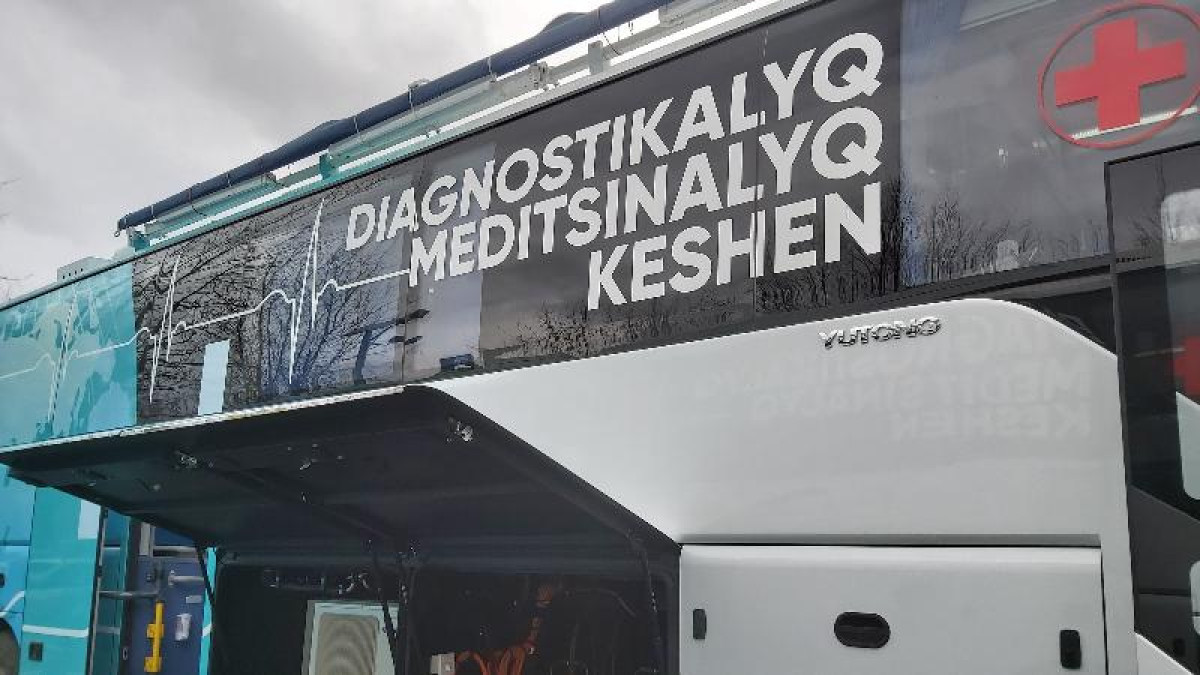 DIAGNOSTIKALYQ
MEDITSINALYQ
KESHEN
YUTONG